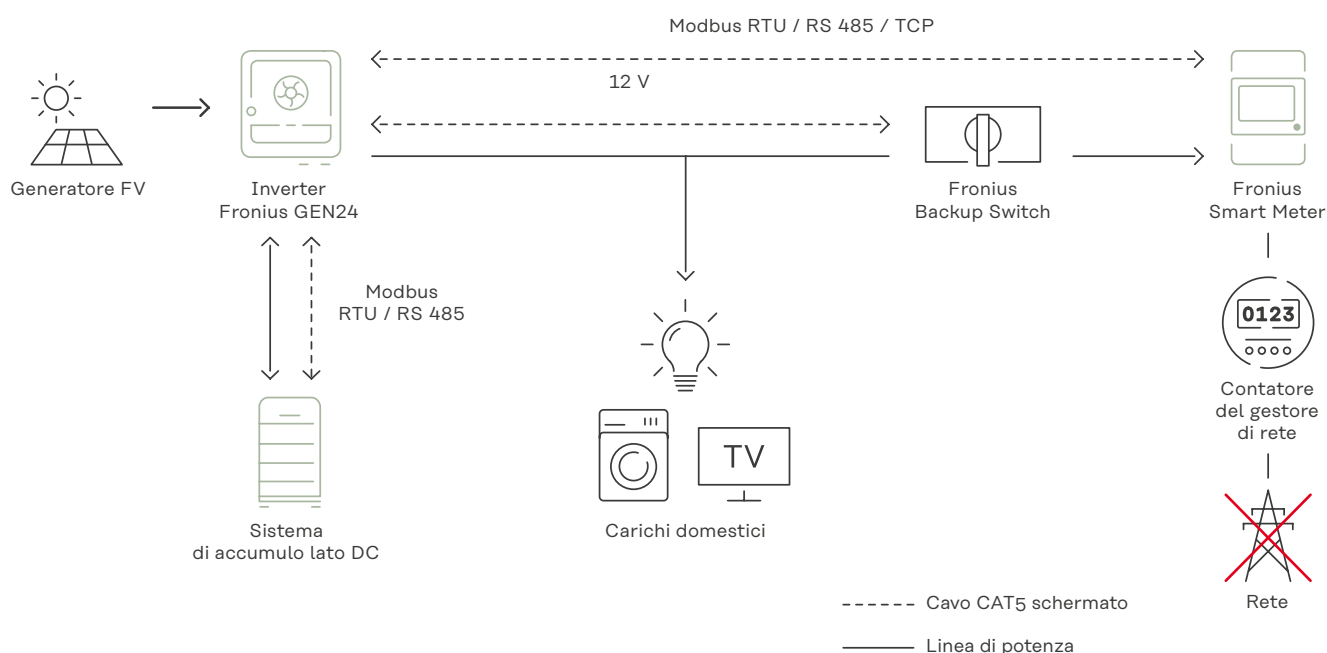 Modbus RTU / RS 485 / TCP
12 V
Generatore FV
Inverter
Fronius GEN24
Fronius
Backup Switch
Fronius
Smart Meter
Modbus
RTU / RS 485
0123
Contatore
del gestore
di rete
TV
Sistema
di accumulo lato DC
Carichi domestici
Rete
Cavo CAT5 schermato
Linea di potenza